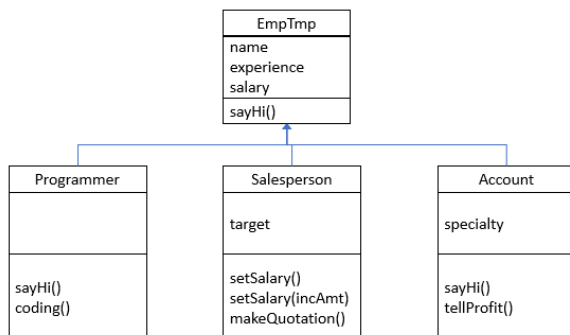 EmpTmp
name
experience
salary
sayHi()
Programmer
sayHi()
coding()
Salesperson
target
setSalary()
setSalary(incAmt)
makeQuotation()
Account
specialty
sayHi()
tellProfit()